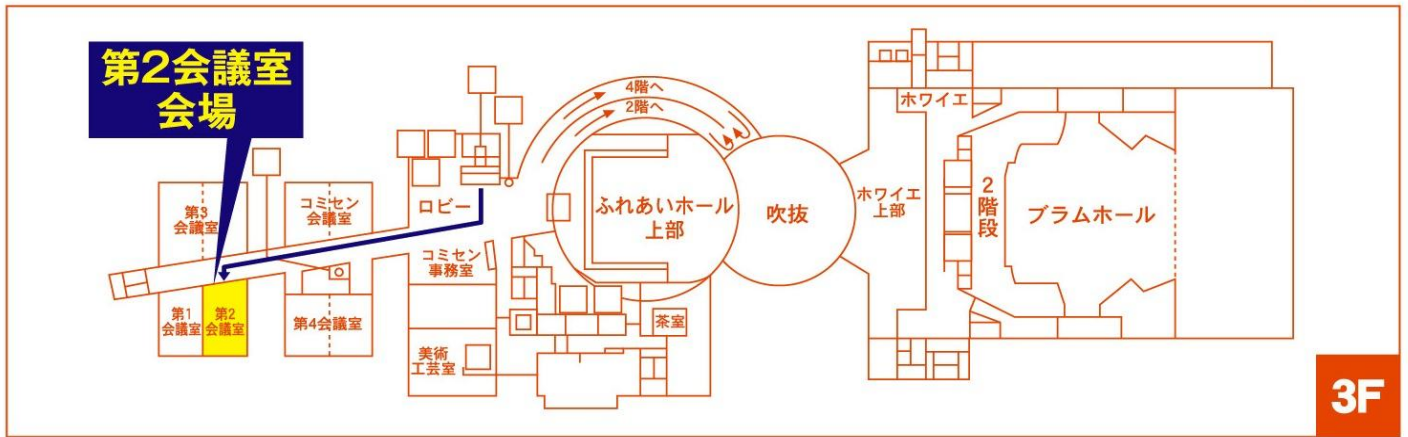 第2会議室
会場
4階へ
2階へ
ホワイエ
第3
会議室
コミセン
会議室
ロビー
ふれあいホール
上部
吹抜
ホワイエ
上部
2階段
プラムホール
コミセン
事務室
第1
会議室
第2
会議室
第4会議室
美術
工芸室
茶室
3F